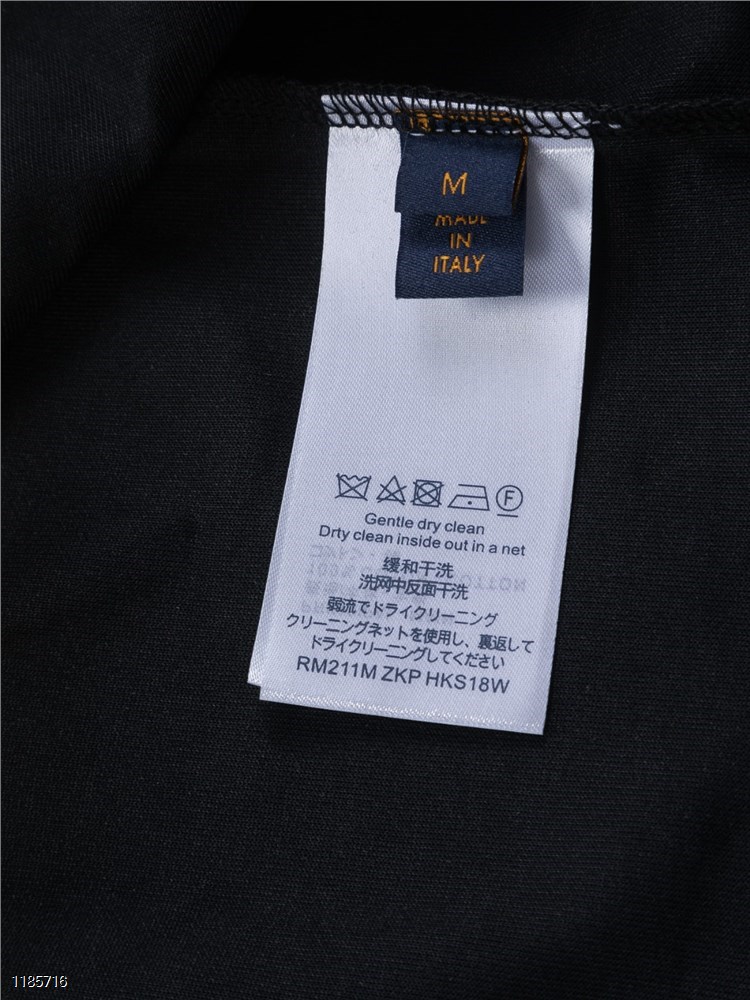 M
MADE
IN
ITALY
F
Gentle dry clean
Drty clean inside out in a net
缓和干洗
洗网中反面干洗
弱流でドライクリーニング
クリーニングネットを使用し、裏返して
ドライクリーニングしてください
RM211M ZKP HKS18W
1185716